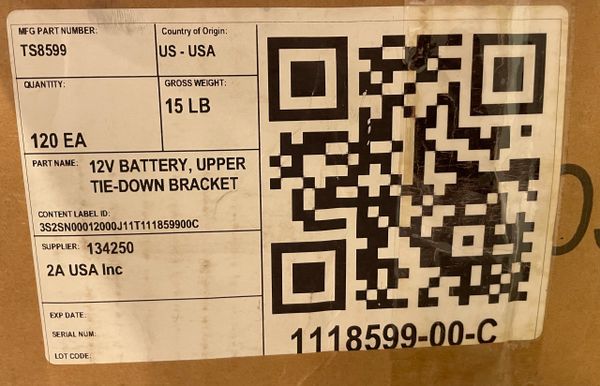 MFG PART NUMBER:
TS8599
Country of Origin:
US - USA
QUANTITY:
120 EA
GROSS WEIGHT:
15 LB
PART NAME: 12V BATTERY, UPPER
TIE-DOWN BRACKET
CONTENT LABEL ID:
3S2SN00012000J11T111859900C
SUPPLIER: 134250
2A USA Inc
EXP DATE:
SERIAL NUM:
LOT CODE:
1118599-00-C